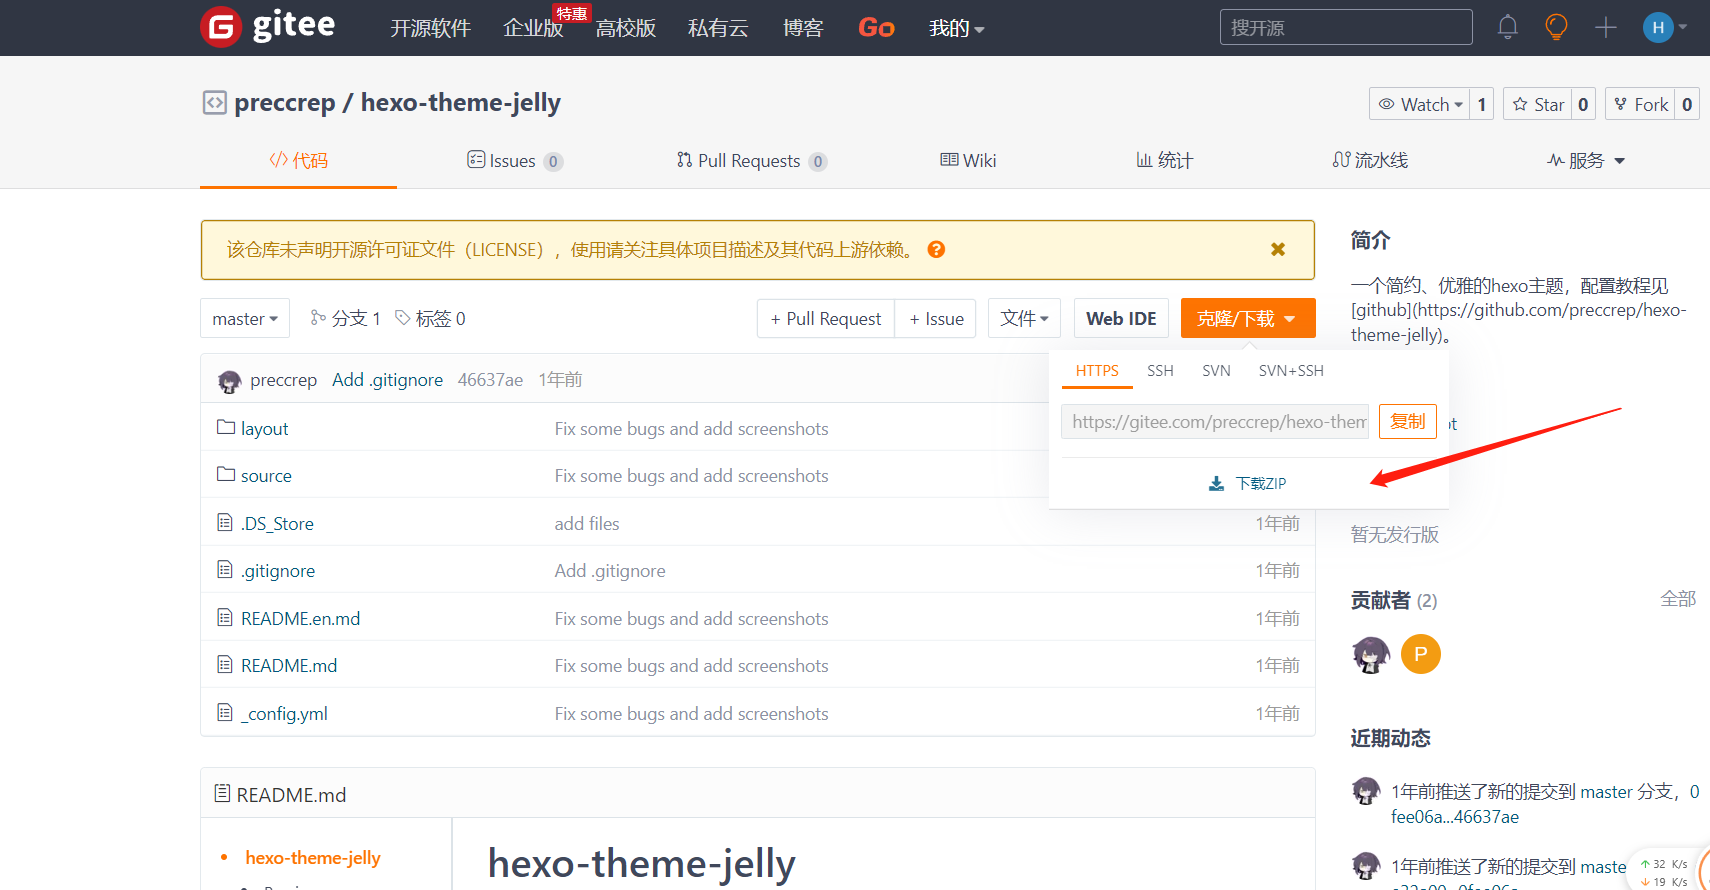 gitee 开源软件 企业版 特惠 高校版 私有云 博客 Go 我的 搜开源 H
preccrep / hexo-theme-jelly Watch 1 Star 0 Fork 0
代码 Issues 0 Pull Requests 0 Wiki 统计 流水线 服务
该仓库未声明开源许可证文件（LICENSE），使用请关注具体项目描述及其代码上游依赖。 ?
master 分支 1 标签 0 + Pull Request + Issue 文件 Web IDE 克隆/下载
preccrep Add .gitignore 46637ae 1年前
HTTPS SSH SVN SVN+SSH
https://gitee.com/preccrep/hexo-them 复制
下载ZIP
layout Fix some bugs and add screenshots
source Fix some bugs and add screenshots
.DS_Store add files 1年前
.gitignore Add .gitignore 1年前
README.en.md Fix some bugs and add screenshots 1年前
README.md Fix some bugs and add screenshots 1年前
_config.yml Fix some bugs and add screenshots 1年前
README.md
hexo-theme-jelly
hexo-theme-jelly
简介
一个简约、优雅的hexo主题，配置教程见
[github](https://github.com/preccrep/hexo-
theme-jelly)。
pt
暂无发行版
贡献者 (2) 全部
P
近期动态
1年前推送了新的提交到 master 分支，0
fee06a...46637ae
1年前推送了新的提交到 maste
↑ 32 K/s
↓ 19 K/s